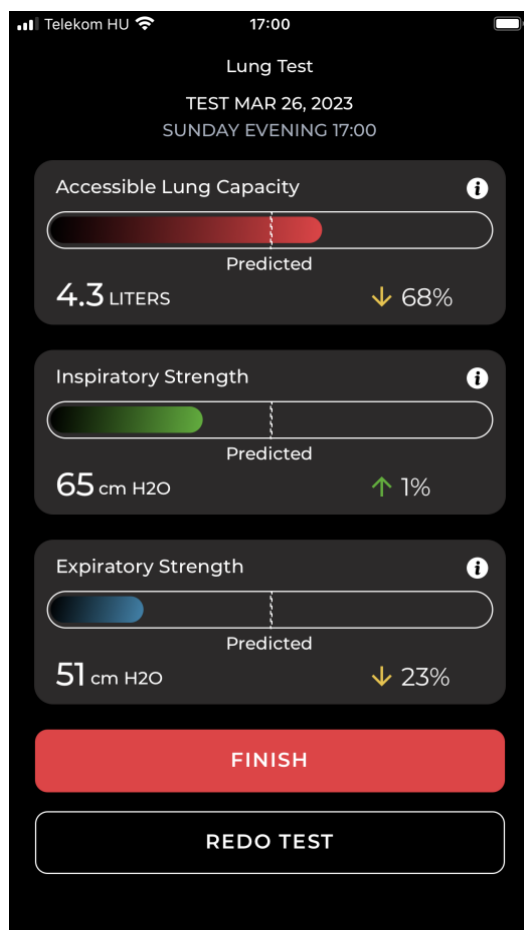 Telekom HU 17:00
Lung Test
TEST MAR 26, 2023
SUNDAY EVENING 17:00
Accessible Lung Capacity i
Predicted
4.3 LITERS ↓ 68%
Inspiratory Strength i
Predicted
65 cm H2O ↑ 1%
Expiratory Strength i
Predicted
51 cm H2O ↓ 23%
FINISH
REDO TEST